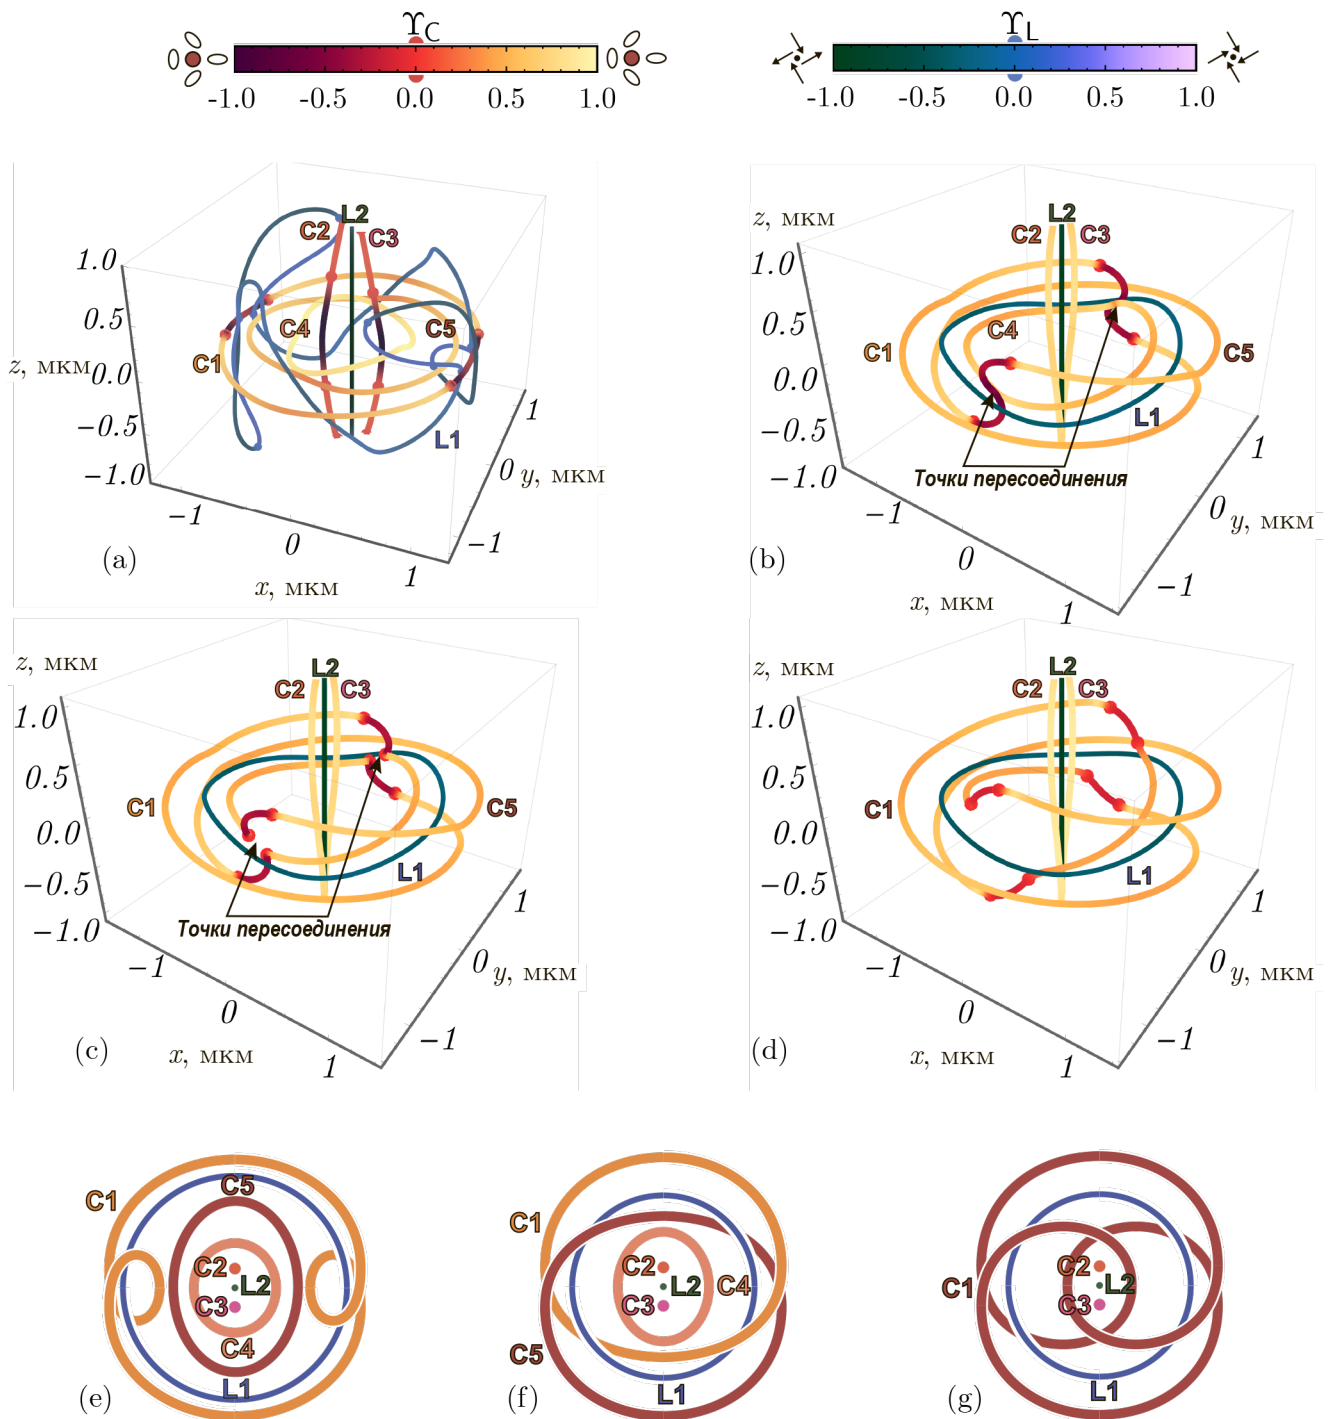 ϒC ϒL
-1.0 -0.5 0.0 0.5 1.0 -1.0 -0.5 0.0 0.5 1.0
L2
C2 C3
C4 C5
C1
L1
1.0
0.5
z, мкм 0.0
−0.5
−1.0
−1 0 1
x, мкм
1
0 y, мкм
−1
(a)
z, мкм
L2
C2 C3
C4
C1 C5
L1
Точки пересоединения
1.0
0.5
0.0
−0.5
−1.0
−1 0 1
x, мкм
1
0 y, мкм
−1
(b)
z, мкм
L2
C2 C3
C1 C5
L1
Точки пересоединения
1.0
0.5
0.0
−0.5
−1.0
−1 0 1
x, мкм
1
0 y, мкм
−1
(c)
z, мкм
L2
C2 C3
C1
L1
1.0
0.5
0.0
−0.5
−1.0
−1 0 1
x, мкм
1
0 y, мкм
−1
(d)
C1
C5
C2
L2
C3
C4
L1
(e)
C1
C2
L2 C4
C3
C5
L1
(f)
C2
C1 L2
C3
L1
(g)